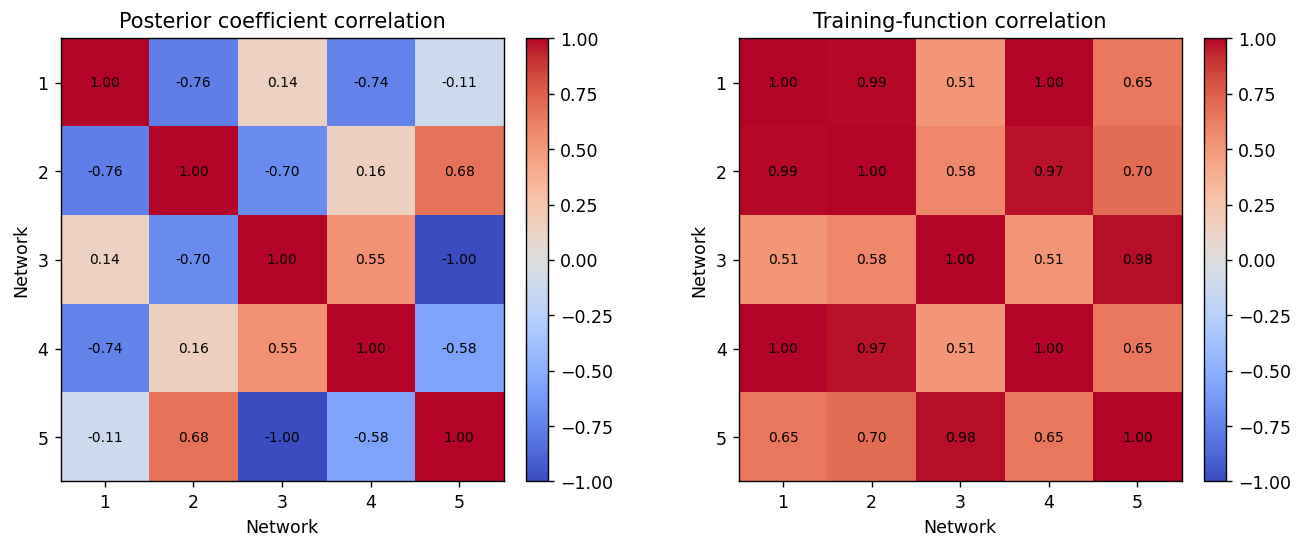 Posterior coefficient correlation
1 1.00 -0.76 0.14 -0.74 -0.11
2 -0.76 1.00 -0.70 0.16 0.68
3 0.14 -0.70 1.00 0.55 -1.00
4 -0.74 0.16 0.55 1.00 -0.58
5 -0.11 0.68 -1.00 -0.58 1.00
1 2 3 4 5
Network
Network
1.00
0.75
0.50
0.25
0.00
−0.25
−0.50
−0.75
−1.00
Training-function correlation
1 1.00 0.99 0.51 1.00 0.65
2 0.99 1.00 0.58 0.97 0.70
3 0.51 0.58 1.00 0.51 0.98
4 1.00 0.97 0.51 1.00 0.65
5 0.65 0.70 0.98 0.65 1.00
1 2 3 4 5
Network
Network
1.00
0.75
0.50
0.25
0.00
−0.25
−0.50
−0.75
−1.00